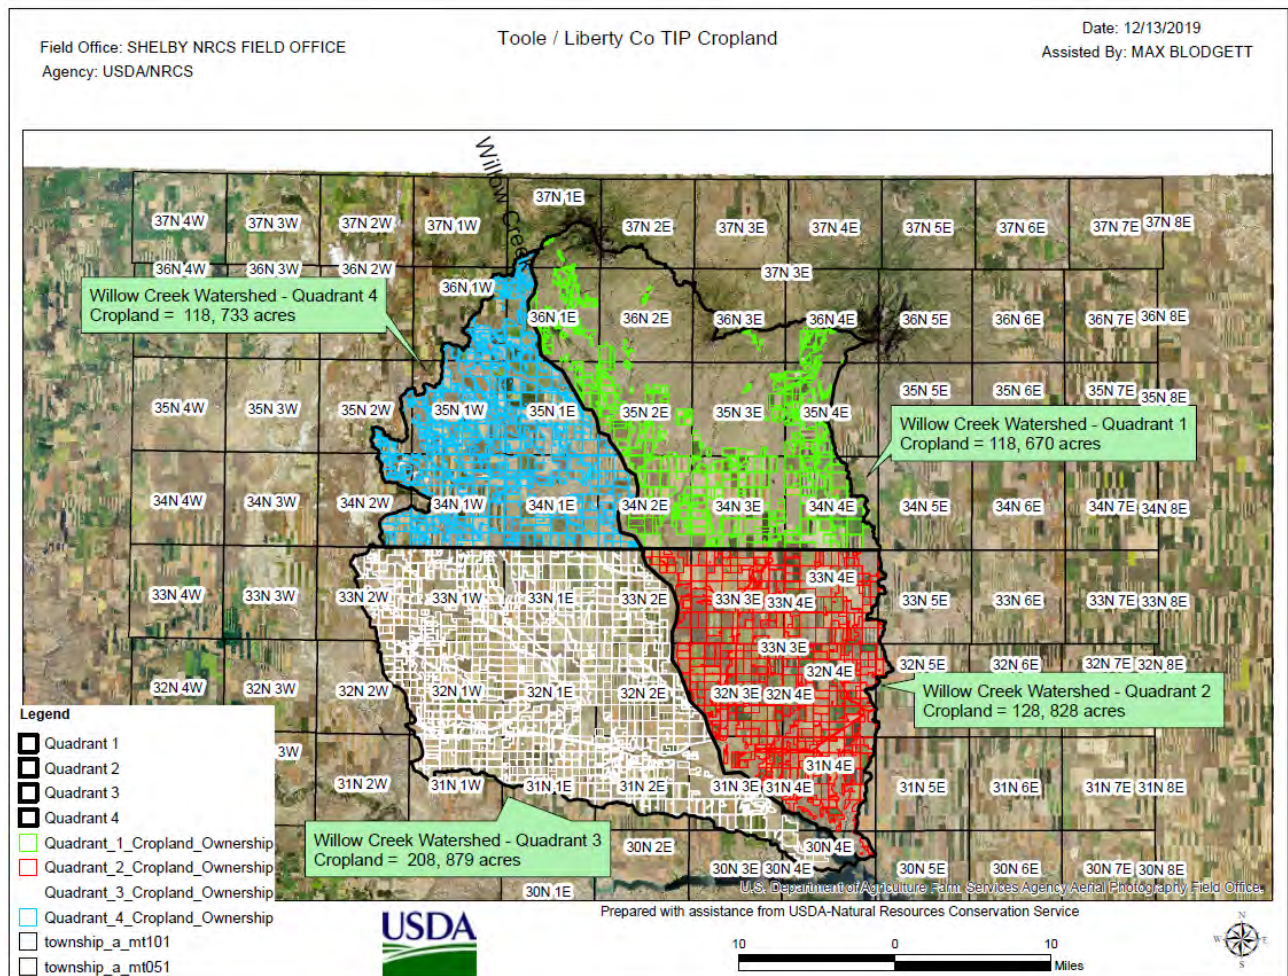 Field Office: SHELBY NRCS FIELD OFFICE
Agency: USDA/NRCS
Toole / Liberty Co TIP Cropland
Date: 12/13/2019
Assisted By: MAX BLODGETT
Willow Creek
37N 1E
37N 4W 37N 3W 37N 2W 37N 1W 37N 2E 37N 3E 37N 4E 37N 5E 37N 6E 37N 7E 37N 8E
36N 4W 36N 3W 36N 2W 37N 3E
36N 1W
Willow Creek Watershed - Quadrant 4
Cropland = 118, 733 acres
36N 1E 36N 2E 36N 3E 36N 4E 36N 5E 36N 6E 36N 7E 36N 8E
35N 5E 35N 6E 35N 7E 35N 8E
35N 4W 35N 3W 35N 2W 35N 1W 35N 1E 35N 2E 35N 3E 35N 4E
Willow Creek Watershed - Quadrant 1
Cropland = 118, 670 acres
34N 4W 34N 3W 34N 2W 34N 1W 34N 1E 34N 2E 34N 3E 34N 4E 34N 5E 34N 6E 34N 7E 34N 8E
33N 4E
33N 4W 33N 3W 33N 2W 33N 1W 33N 1E 33N 2E 33N 3E 33N 4E 33N 5E 33N 6E 33N 7E 33N 8E
33N 3E
32N 4E 32N 5E 32N 6E 32N 7E 32N 8E
32N 4W 32N 3W 32N 2W 32N 1W 32N 1E 32N 2E 32N 3E 32N 4E
Willow Creek Watershed - Quadrant 2
Cropland = 128, 828 acres
3W
31N 4E
31N 2W 31N 1W 31N 1E 31N 2E 31N 3E 31N 4E 31N 5E 31N 6E 31N 7E 31N 8E
Willow Creek Watershed - Quadrant 3
Cropland = 208, 879 acres
30N 2E 30N 4E
30N 3E 30N 4E 30N 5E 30N 6E 30N 7E 30N 8E
30N 1E
U.S. Department of Agriculture Farm Services Agency Aerial Photography Field Office
Legend
Quadrant 1
Quadrant 2
Quadrant 3
Quadrant 4
Quadrant_1_Cropland_Ownership
Quadrant_2_Cropland_Ownership
Quadrant_3_Cropland_Ownership
Quadrant_4_Cropland_Ownership
township_a_mt101
township_a_mt051
USDA
Prepared with assistance from USDA-Natural Resources Conservation Service
10 0 10
Miles
N
W E
S